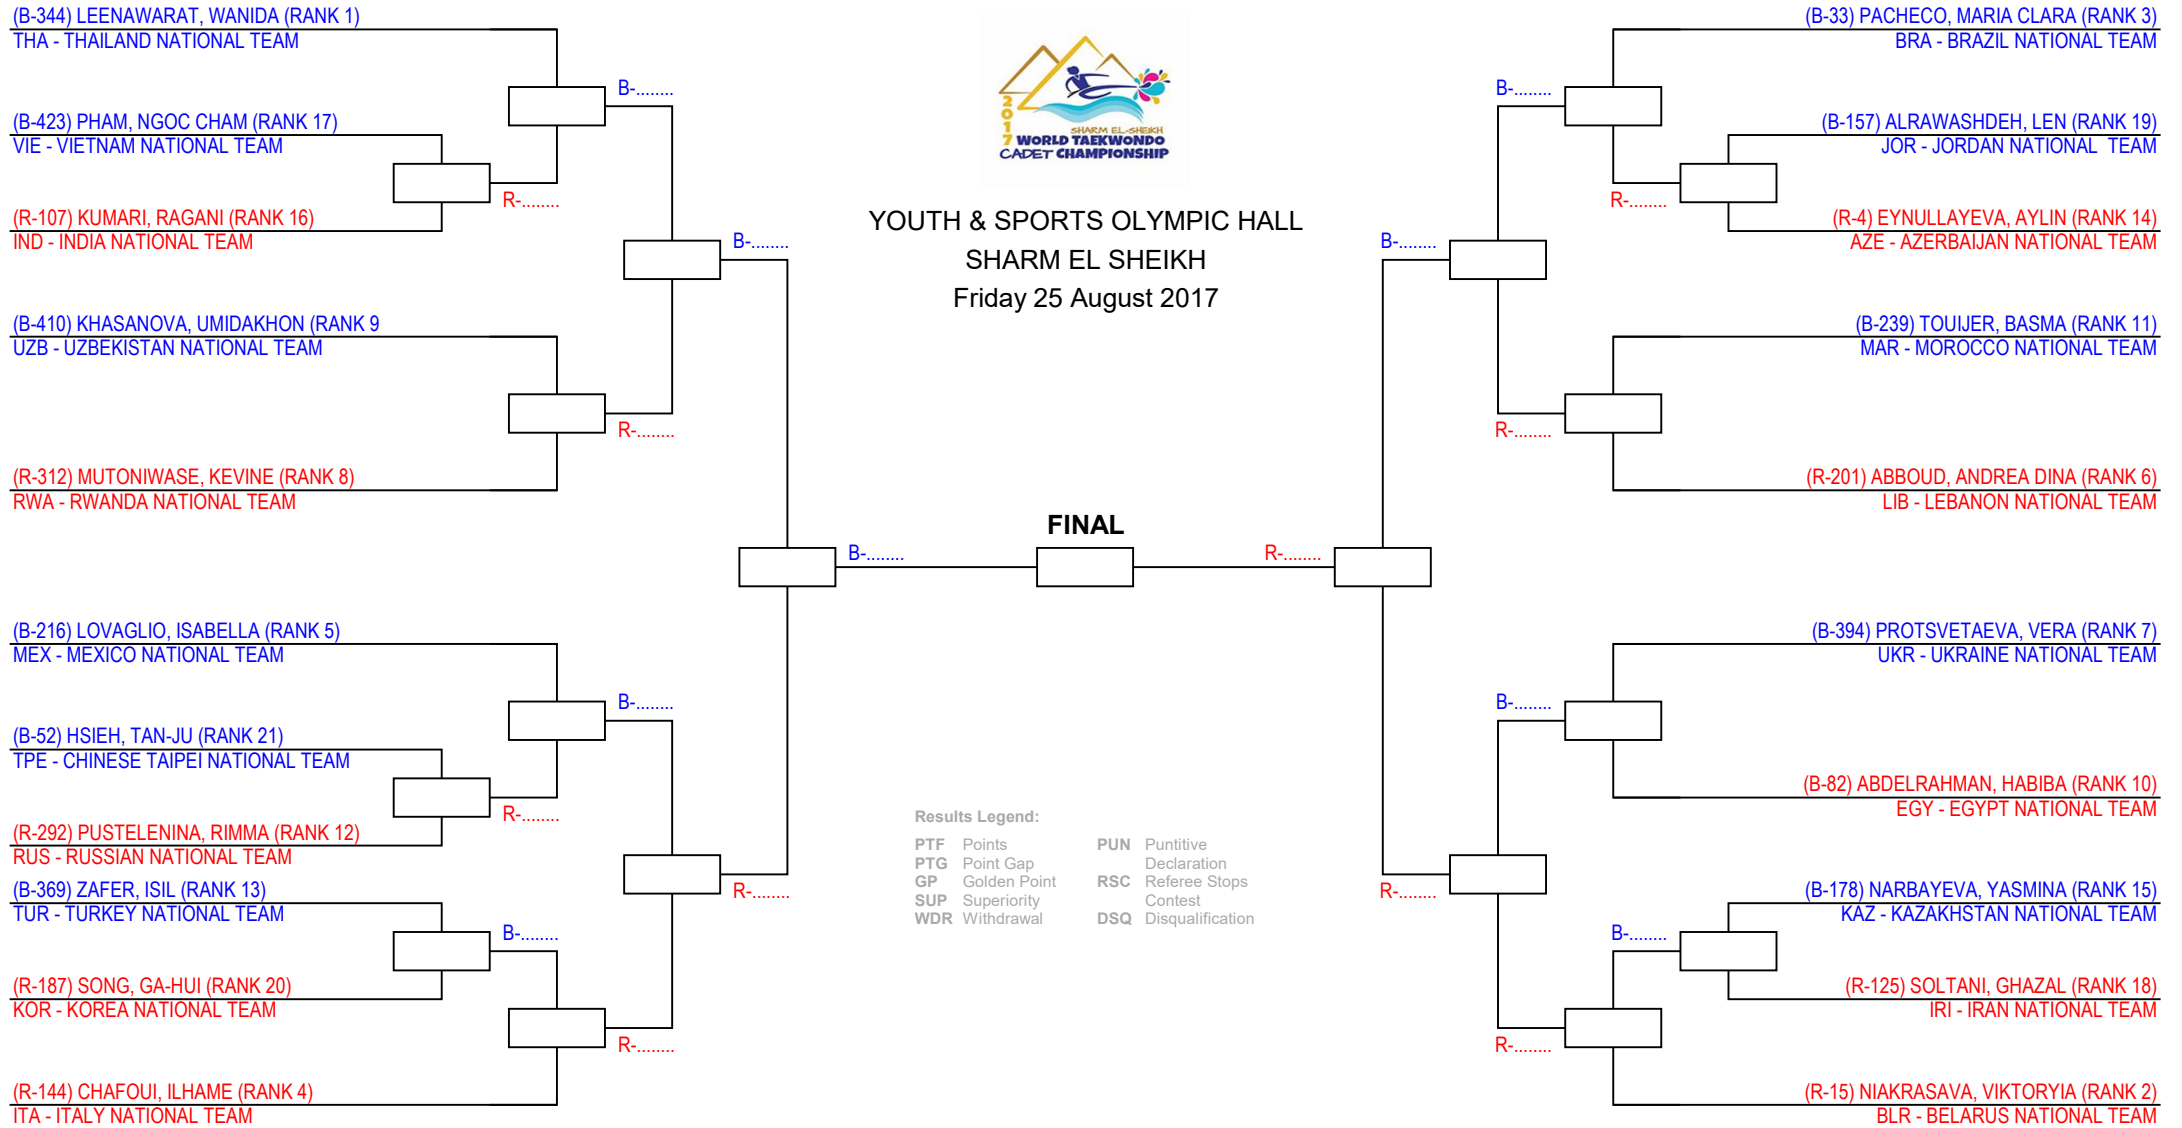 (B-344) LEENAWARAT, WANIDA (RANK 1)
THA - THAILAND NATIONAL TEAM
B-........
(B-423) PHAM, NGOC CHAM (RANK 17)
VIE - VIETNAM NATIONAL TEAM
R-........
(R-107) KUMARI, RAGANI (RANK 16)
IND - INDIA NATIONAL TEAM
B-........
(B-410) KHASANOVA, UMIDAKHON (RANK 9
UZB - UZBEKISTAN NATIONAL TEAM
R-........
(R-312) MUTONIWASE, KEVINE (RANK 8)
RWA - RWANDA NATIONAL TEAM
B-........
(B-216) LOVAGLIO, ISABELLA (RANK 5)
MEX - MEXICO NATIONAL TEAM
B-........
(B-52) HSIEH, TAN-JU (RANK 21)
TPE - CHINESE TAIPEI NATIONAL TEAM
R-........
(R-292) PUSTELENINA, RIMMA (RANK 12)
RUS - RUSSIAN NATIONAL TEAM
(B-369) ZAFER, ISIL (RANK 13)
TUR - TURKEY NATIONAL TEAM
R-........
B-........
(R-187) SONG, GA-HUI (RANK 20)
KOR - KOREA NATIONAL TEAM
R-........
(R-144) CHAFOUI, ILHAME (RANK 4)
ITA - ITALY NATIONAL TEAM
2017
SHARM EL-SHEIKH
WORLD TAEKWONDO
CADET CHAMPIONSHIP
YOUTH & SPORTS OLYMPIC HALL
SHARM EL SHEIKH
Friday 25 August 2017
FINAL
Results Legend:
PTF Points
PTG Point Gap
GP Golden Point
SUP Superiority
WDR Withdrawal
PUN Puntitive
Declaration
RSC Referee Stops
Contest
DSQ Disqualification
(B-33) PACHECO, MARIA CLARA (RANK 3)
BRA - BRAZIL NATIONAL TEAM
B-........
(B-157) ALRAWASHDEH, LEN (RANK 19)
JOR - JORDAN NATIONAL  TEAM
R-........
(R-4) EYNULLAYEVA, AYLIN (RANK 14)
AZE - AZERBAIJAN NATIONAL TEAM
B-........
(B-239) TOUIJER, BASMA (RANK 11)
MAR - MOROCCO NATIONAL TEAM
R-........
(R-201) ABBOUD, ANDREA DINA (RANK 6)
LIB - LEBANON NATIONAL TEAM
R-........
(B-394) PROTSVETAEVA, VERA (RANK 7)
UKR - UKRAINE NATIONAL TEAM
B-........
(B-82) ABDELRAHMAN, HABIBA (RANK 10)
EGY - EGYPT NATIONAL TEAM
R-........
(B-178) NARBAYEVA, YASMINA (RANK 15)
KAZ - KAZAKHSTAN NATIONAL TEAM
B-........
(R-125) SOLTANI, GHAZAL (RANK 18)
IRI - IRAN NATIONAL TEAM
R-........
(R-15) NIAKRASAVA, VIKTORYIA (RANK 2)
BLR - BELARUS NATIONAL TEAM